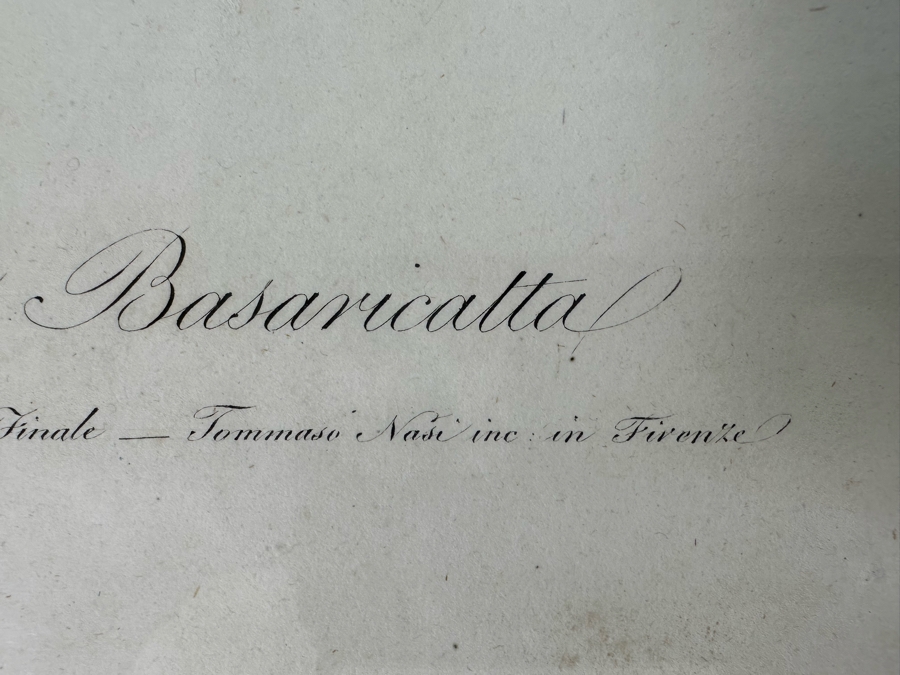 Basaricatta
Finale — Tommaso Nasi inc: in Firenze